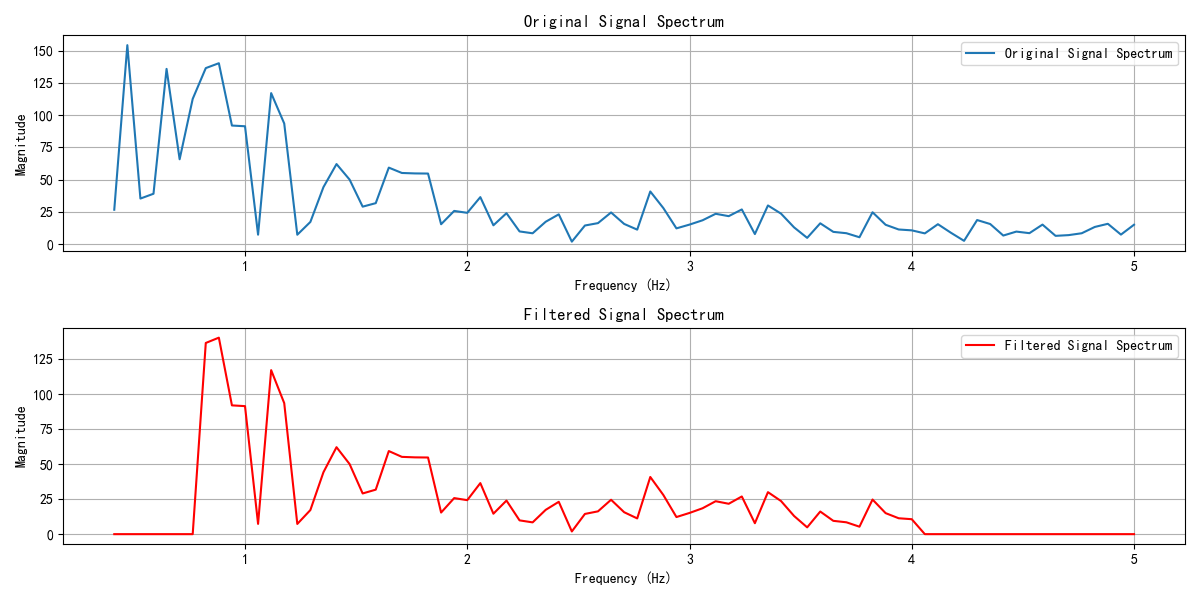 Original Signal Spectrum
Original Signal Spectrum
150
125
100
75
50
25
0
Magnitude
1 2 3 4 5
Frequency (Hz)
Filtered Signal Spectrum
Filtered Signal Spectrum
125
100
75
50
25
0
Magnitude
1 2 3 4 5
Frequency (Hz)